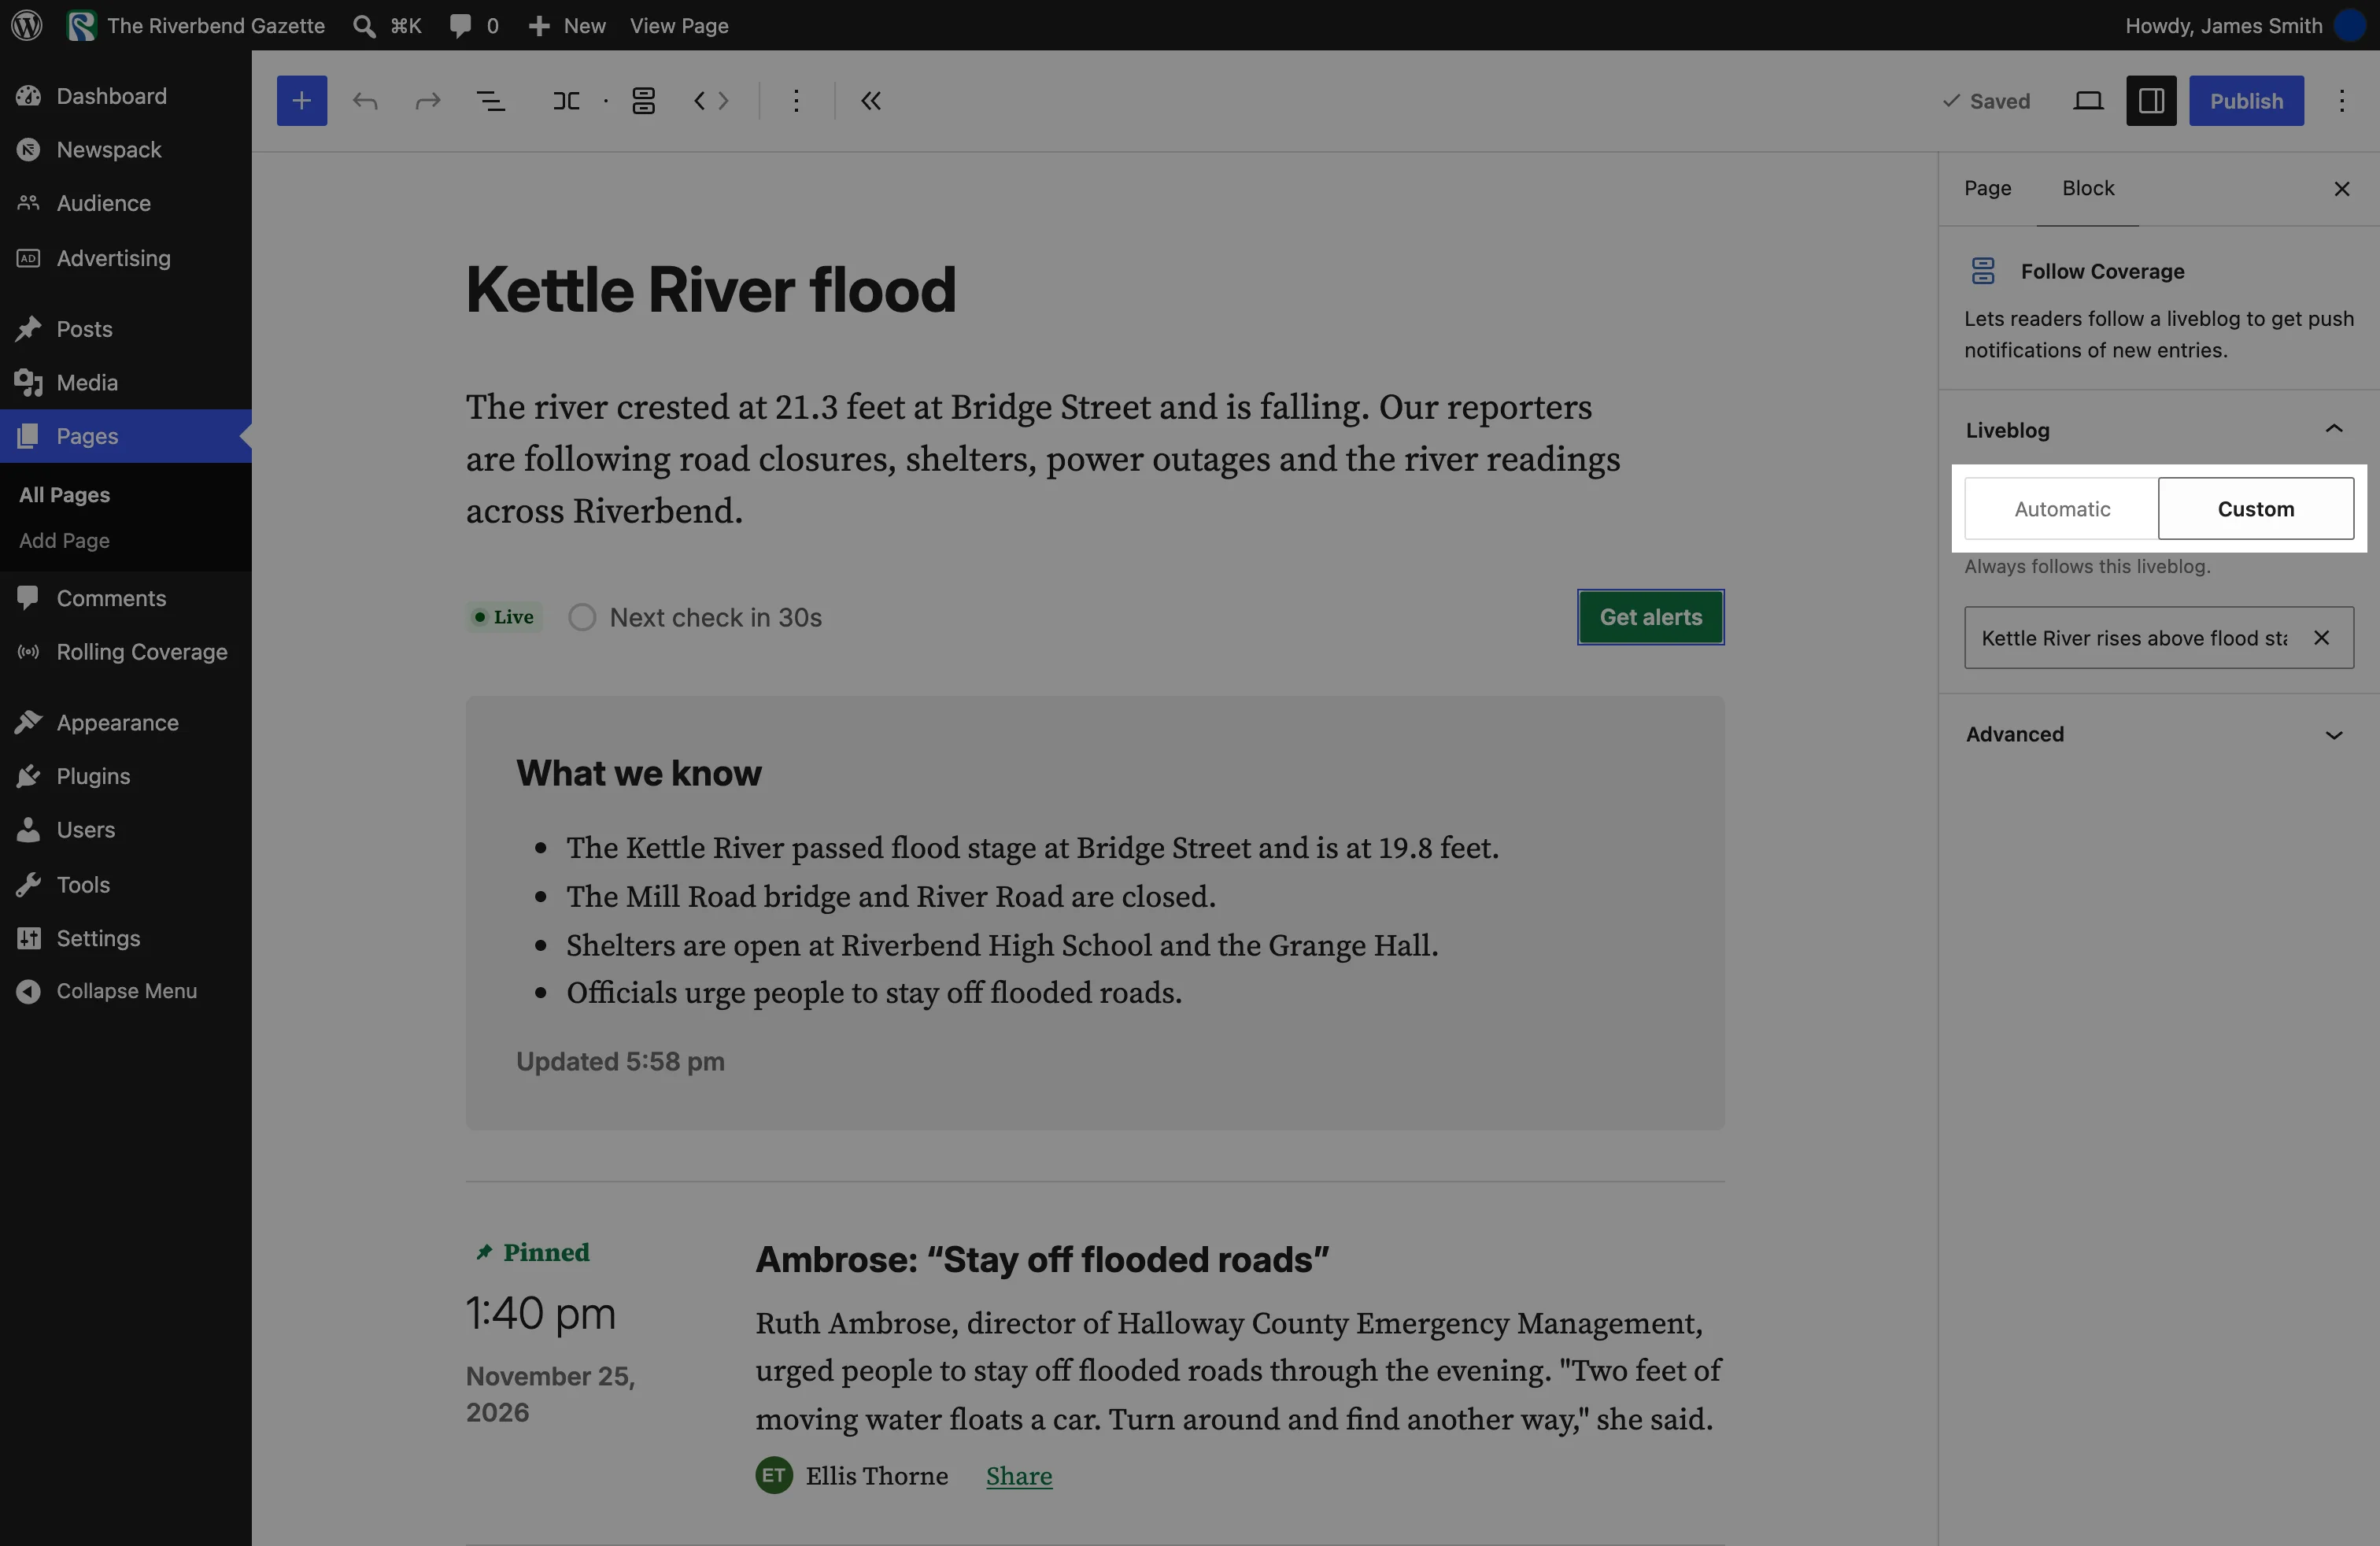 The Riverbend Gazette
⌘K
0
New
View Page
Howdy, James Smith
Dashboard
Newspack
Audience
AD
Advertising
Posts
Media
Pages
All Pages
Add Page
Comments
Rolling Coverage
Appearance
Plugins
Users
Tools
Settings
Collapse Menu
Saved
Publish
Kettle River flood
The river crested at 21.3 feet at Bridge Street and is falling. Our reporters
are following road closures, shelters, power outages and the river readings
across Riverbend.
Live
Next check in 30s
Get alerts
What we know
• The Kettle River passed flood stage at Bridge Street and is at 19.8 feet.
• The Mill Road bridge and River Road are closed.
• Shelters are open at Riverbend High School and the Grange Hall.
• Officials urge people to stay off flooded roads.
Updated 5:58 pm
Pinned
1:40 pm
November 25,
2026
Ambrose: “Stay off flooded roads”
Ruth Ambrose, director of Halloway County Emergency Management,
urged people to stay off flooded roads through the evening. "Two feet of
moving water floats a car. Turn around and find another way," she said.
ET
Ellis Thorne
Share
Page
Block
Follow Coverage
Lets readers follow a liveblog to get push
notifications of new entries.
Liveblog
Automatic
Custom
Always follows this liveblog.
Kettle River rises above flood sta
Advanced